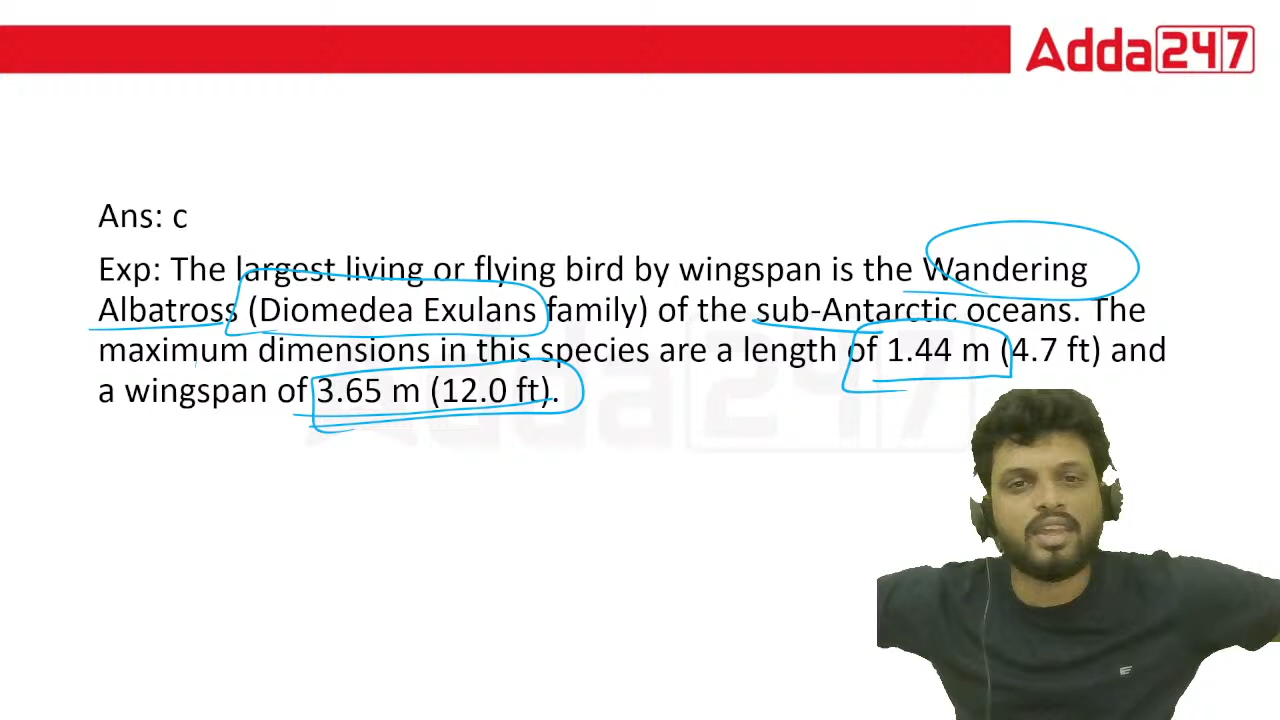 Adda247
Ans: c
Exp: The largest living or flying bird by wingspan is the Wandering
Albatross (Diomedea Exulans family) of the sub-Antarctic oceans. The
maximum dimensions in this species are a length of 1.44 m (4.7 ft) and
a wingspan of 3.65 m (12.0 ft).
Adda247